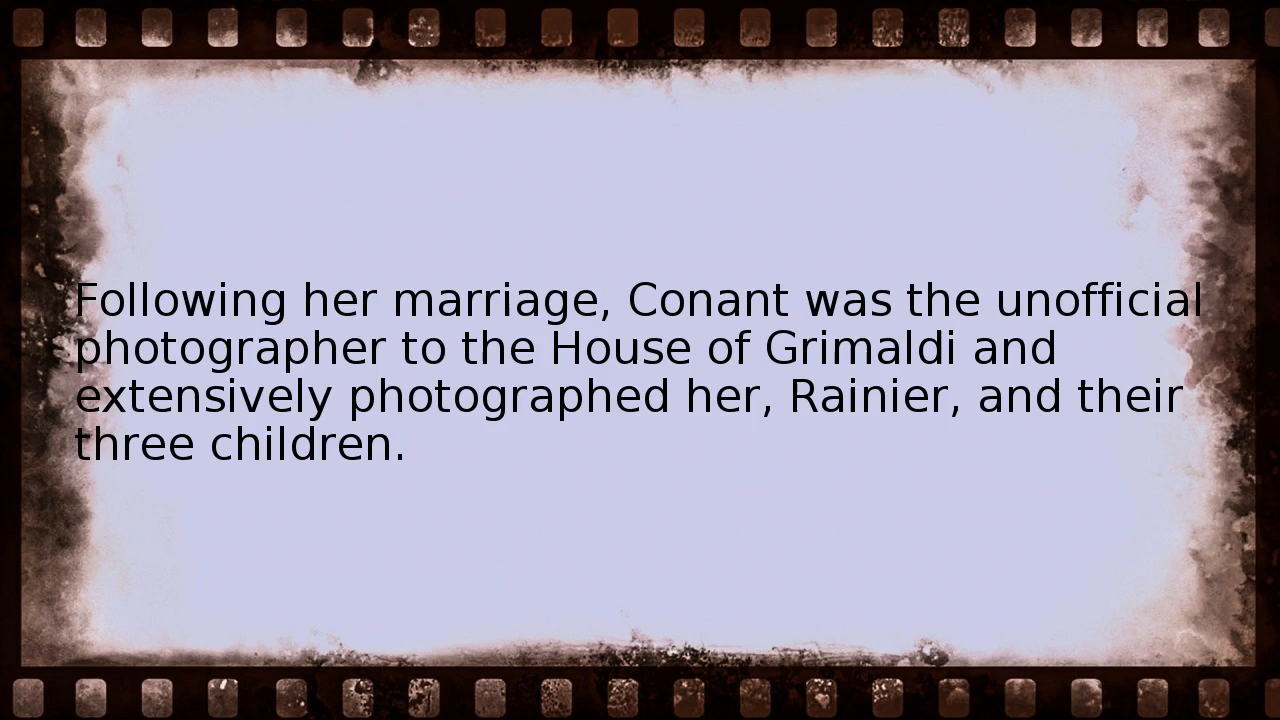 Following her marriage, Conant was the unofficial
photographer to the House of Grimaldi and
extensively photographed her, Rainier, and their
three children.